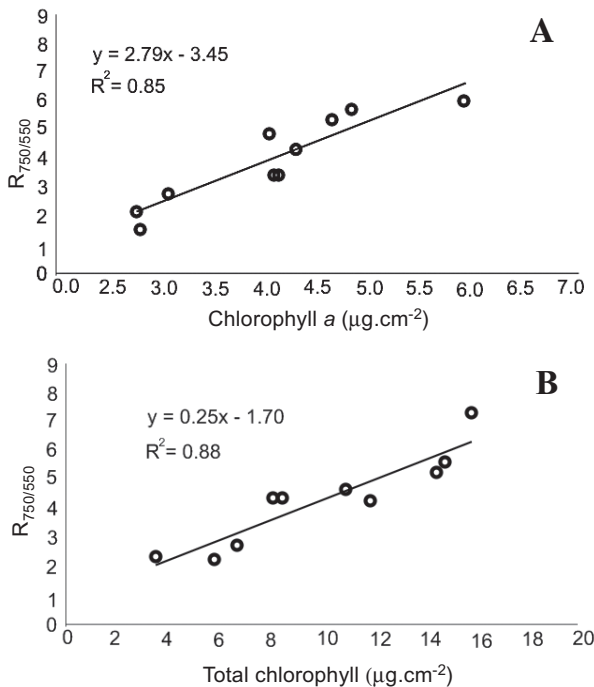 A
y = 2.79x - 3.45
R2= 0.85
9
8
7
6
5
4
3
2
1
0
R750/550
0.0 2.5 3.0 3.5 4.0 4.5 5.0 5.5 6.0 6.5 7.0
Chlorophyll a (μg.cm-2)
B
y = 0.25x - 1.70
R2= 0.88
9
8
7
6
5
4
3
2
1
0
R750/550
0 2 4 6 8 10 12 14 16 18 20
Total chlorophyll (μg.cm-2)